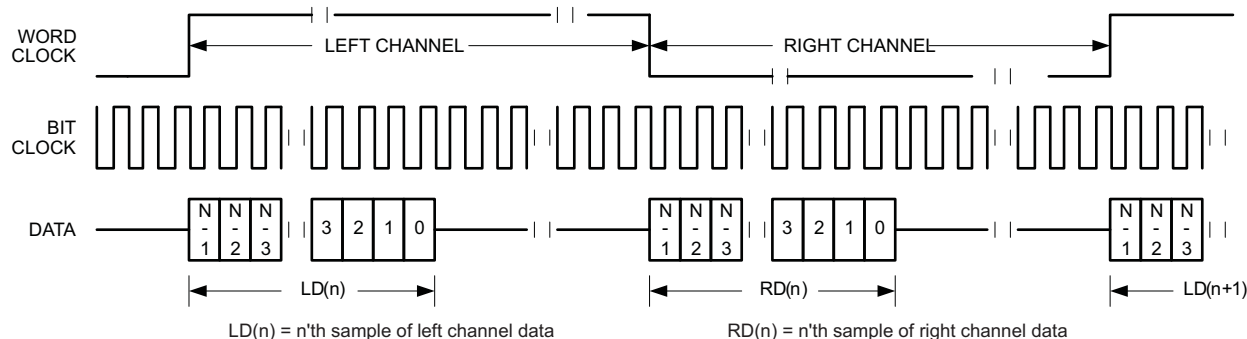 WORD
CLOCK
LEFT CHANNEL
RIGHT CHANNEL
BIT
CLOCK
DATA
N-1 N-2 N-3 3 2 1 0
N-1 N-2 N-3 3 2 1 0
N-1 N-2 N-3
LD(n)
RD(n)
LD(n+1)
LD(n) = n'th sample of left channel data
RD(n) = n'th sample of right channel data